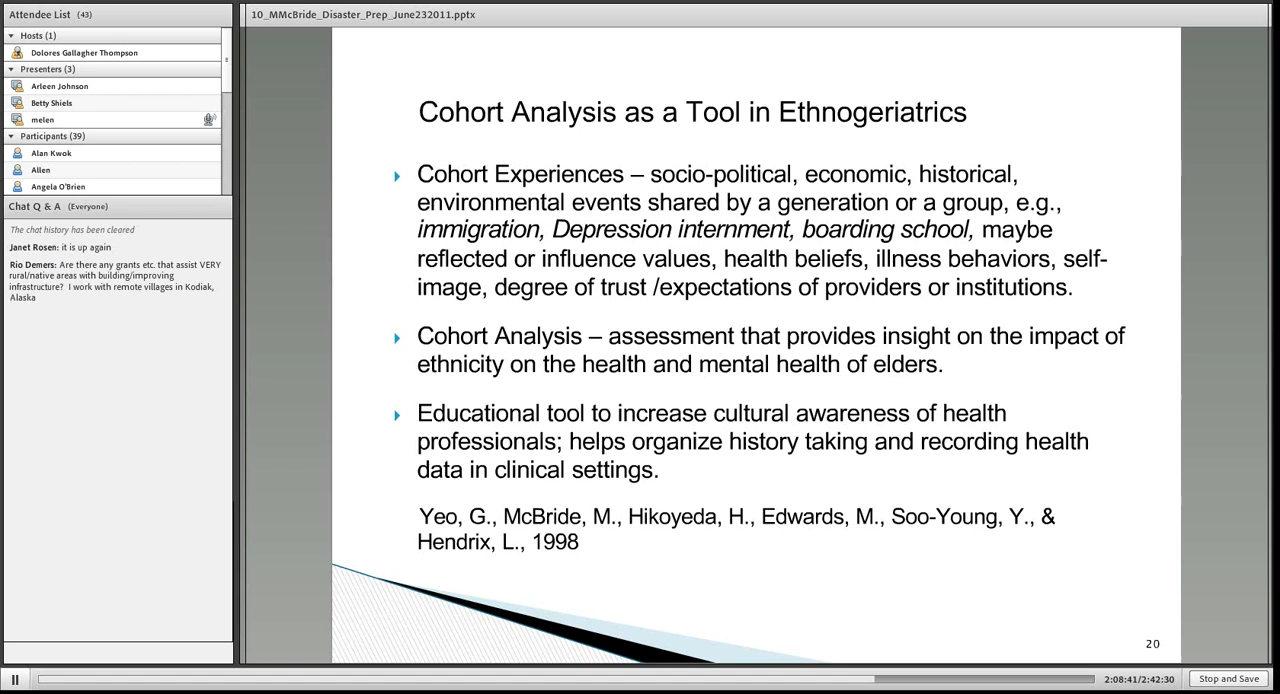 Attendee List (43)
Hosts (1)
Dolores Gallagher Thompson
Presenters (3)
Arleen Johnson
Betty Shiels
melen
Participants (39)
Alan Kwok
Allen
Angela O'Brien
Chat Q & A (Everyone)
The chat history has been cleared
Janet Rosen: it is up again
Rio Demers: Are there any grants etc. that assist VERY
rural/native areas with building/improving
infrastructure? I work with remote villages in Kodiak,
Alaska
10_MMcBride_Disaster_Prep_June232011.pptx
Cohort Analysis as a Tool in Ethnogeriatrics
Cohort Experiences – socio-political, economic, historical,
environmental events shared by a generation or a group, e.g.,
immigration, Depression internment, boarding school, maybe
reflected or influence values, health beliefs, illness behaviors, self-
image, degree of trust /expectations of providers or institutions.
Cohort Analysis – assessment that provides insight on the impact of
ethnicity on the health and mental health of elders.
Educational tool to increase cultural awareness of health
professionals; helps organize history taking and recording health
data in clinical settings.
Yeo, G., McBride, M., Hikoyeda, H., Edwards, M., Soo-Young, Y., &
Hendrix, L., 1998
20
2:08:41/2:42:30
Stop and Save